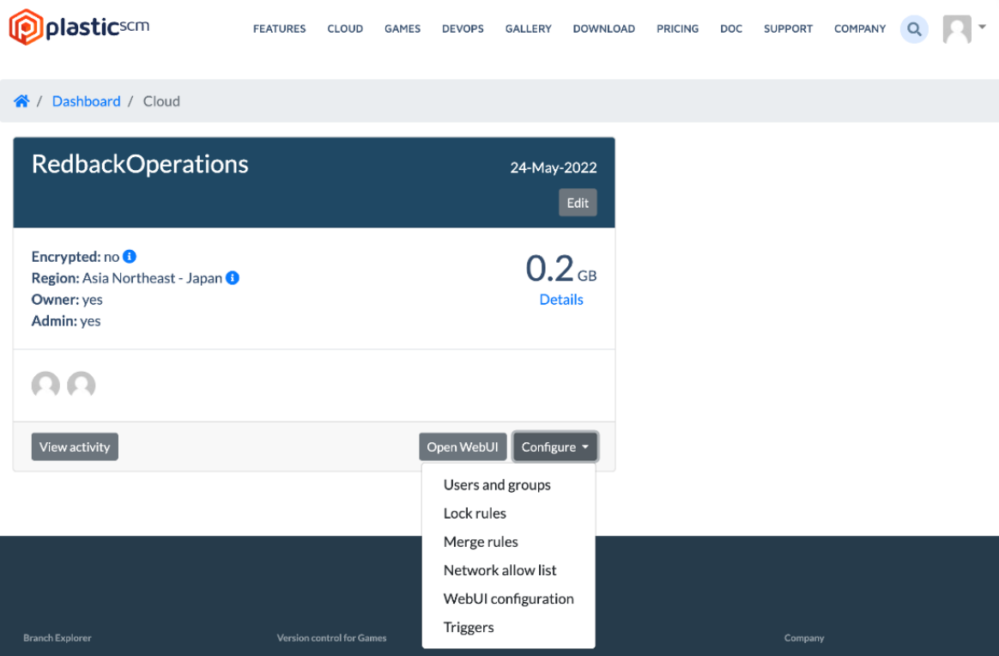 plasticscm
FEATURES CLOUD GAMES DEVOPS GALLERY DOWNLOAD PRICING DOC SUPPORT COMPANY
/ Dashboard / Cloud
RedbackOperations
24-May-2022
Edit
Encrypted: no
Region: Asia Northeast - Japan
Owner: yes
Admin: yes
0.2 GB
Details
View activity
Open WebUI
Configure
Users and groups
Lock rules
Merge rules
Network allow list
WebUI configuration
Triggers
Branch Explorer
Version control for Games
Company